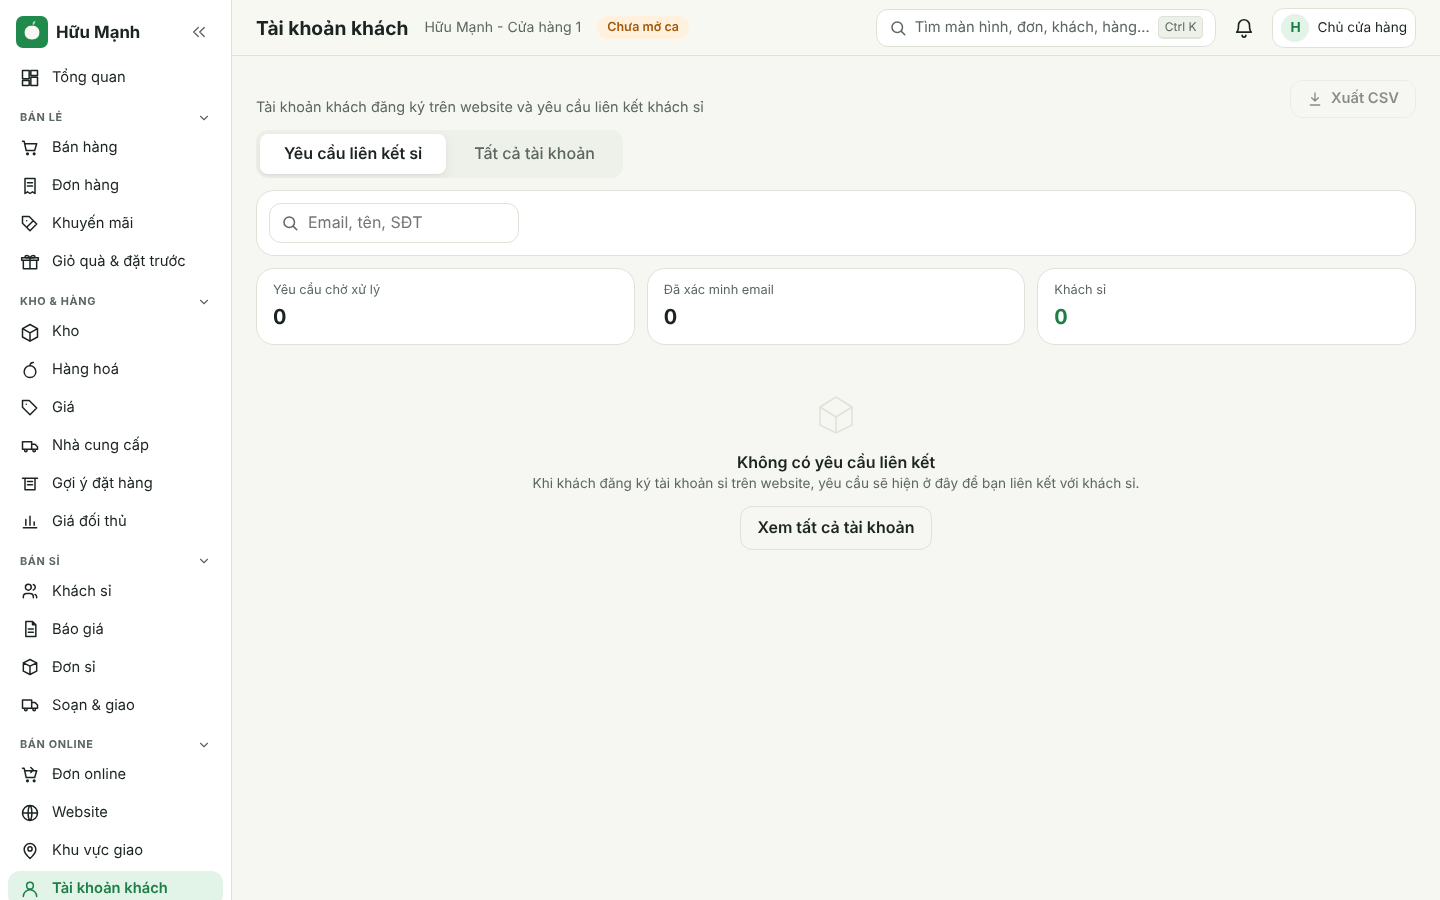 Hữu Mạnh
Tổng quan
BÁN LẺ
Bán hàng
Đơn hàng
Khuyến mãi
Giỏ quà & đặt trước
KHO & HÀNG
Kho
Hàng hoá
Giá
Nhà cung cấp
Gợi ý đặt hàng
Giá đối thủ
BÁN SỈ
Khách sỉ
Báo giá
Đơn sỉ
Soạn & giao
BÁN ONLINE
Đơn online
Website
Khu vực giao
Tài khoản khách
Tài khoản khách Hữu Mạnh - Cửa hàng 1 Chưa mở ca
Tìm màn hình, đơn, khách, hàng... Ctrl K
H Chủ cửa hàng
Tài khoản khách đăng ký trên website và yêu cầu liên kết khách sỉ
Xuất CSV
Yêu cầu liên kết sỉ Tất cả tài khoản
Email, tên, SĐT
Yêu cầu chờ xử lý
0
Đã xác minh email
0
Khách sỉ
0
Không có yêu cầu liên kết
Khi khách đăng ký tài khoản sỉ trên website, yêu cầu sẽ hiện ở đây để bạn liên kết với khách sỉ.
Xem tất cả tài khoản